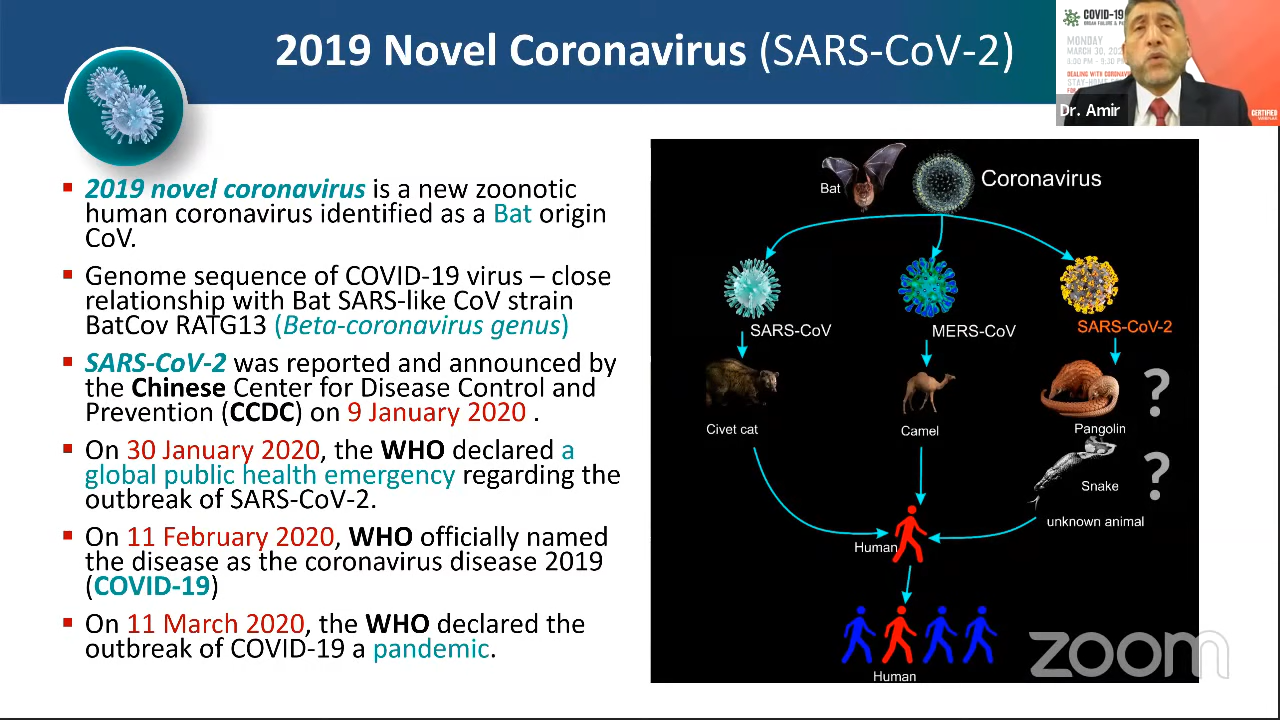 2019 Novel Coronavirus (SARS-CoV-2)
COVID-19
MONDAY
MARCH 30,
DEALING WITH
Dr. Amir
CERTIFIED
2019 novel coronavirus is a new zoonotic
human coronavirus identified as a Bat origin
CoV.
Genome sequence of COVID-19 virus – close
relationship with Bat SARS-like CoV strain
BatCov RATG13 (Beta-coronavirus genus)
SARS-CoV-2 was reported and announced by
the Chinese Center for Disease Control and
Prevention (CCDC) on 9 January 2020 .
On 30 January 2020, the WHO declared a
global public health emergency regarding the
outbreak of SARS-CoV-2.
On 11 February 2020, WHO officially named
the disease as the coronavirus disease 2019
(COVID-19)
On 11 March 2020, the WHO declared the
outbreak of COVID-19 a pandemic.
Bat
Coronavirus
SARS-CoV
MERS-CoV
SARS-CoV-2
?
Civet cat
Camel
Pangolin
?
Snake
unknown animal
Human
Human
zoom